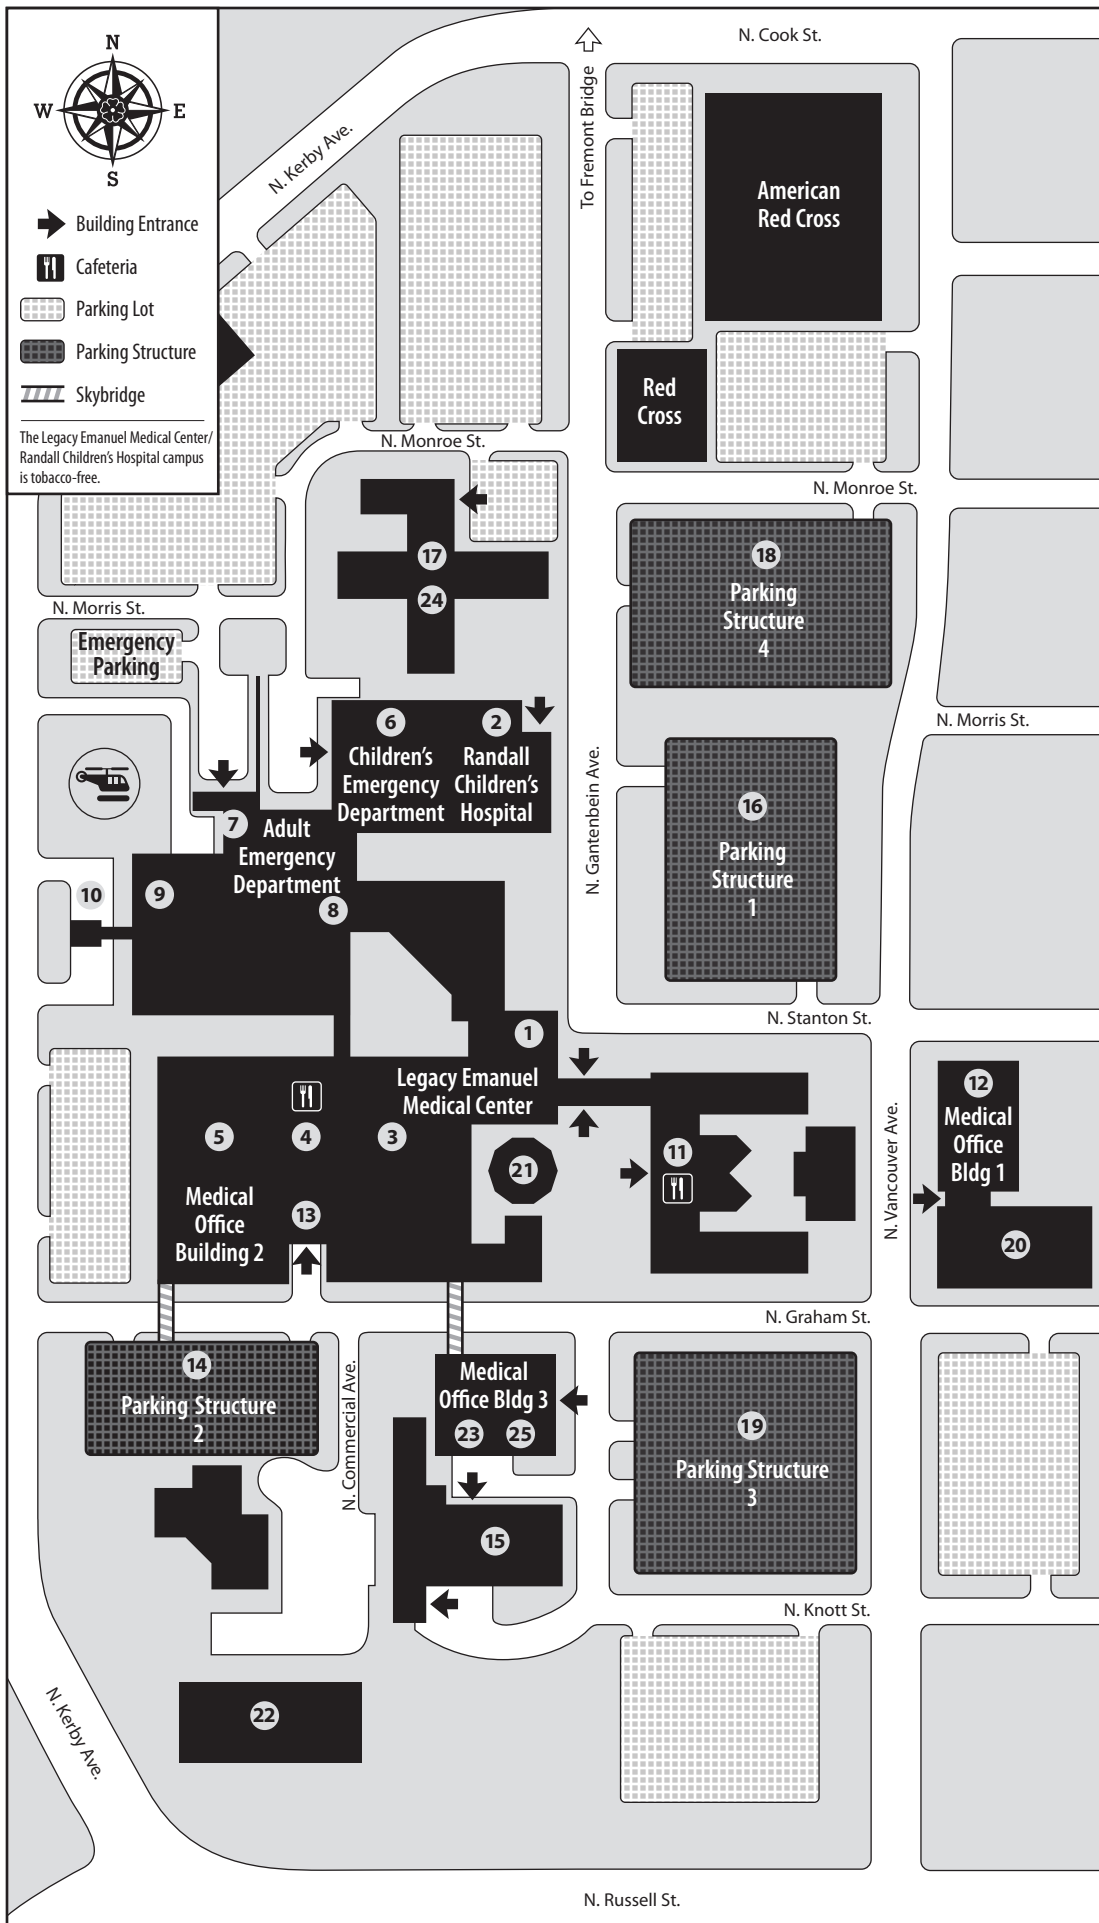 N
W
E
S
Building Entrance
Cafeteria
Parking Lot
Parking Structure
Skybridge
The Legacy Emanuel Medical Center/
Randall Children's Hospital campus
is tobacco-free.
N. Cook St.
N. Kerby Ave.
To Fremont Bridge
American
Red Cross
Red
Cross
N. Monroe St.
N. Monroe St.
17
24
18
Parking
Structure
4
N. Morris St.
Emergency
Parking
N. Morris St.
6
Children's
Emergency
Department
2
Randall
Children's
Hospital
N. Gantenbein Ave.
16
Parking
Structure
1
7
Adult
Emergency
Department
8
9
10
N. Stanton St.
1
Legacy Emanuel
Medical Center
5
4
3
21
11
N. Vancouver Ave.
12
Medical
Office
Bldg 1
20
Medical
Office
Building 2
13
N. Graham St.
14
Parking Structure
2
N. Commercial Ave.
Medical
Office Bldg 3
23
25
19
Parking Structure
3
15
N. Knott St.
N. Kerby Ave.
22
N. Russell St.